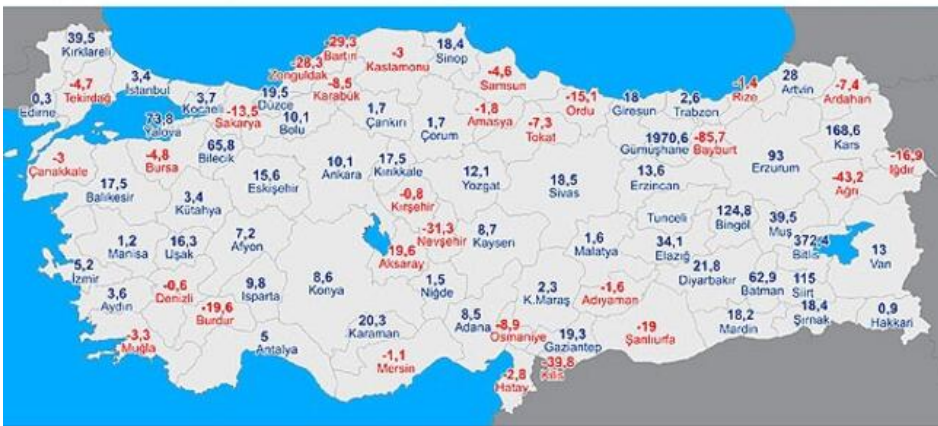 39,5
Kırklareli
-4,7
Tekirdağ
0,3
Edirne
3,4
İstanbul
3,7
Kocaeli
73,8
Yalova
-13,5
Sakarya
19,5
Düzce
-28,3
Zonguldak
-29,3
Bartın
-8,5
Karabük
-3
Kastamonu
18,4
Sinop
-4,6
Samsun
10,1
Bolu
1,7
Çankırı
1,7
Çorum
-1,8
Amasya
-7,3
Tokat
-15,1
Ordu
-18
Giresun
2,6
Trabzon
-1,4
Rize
28
Artvin
-7,4
Ardahan
168,6
Kars
-16,9
Iğdır
-43,2
Ağrı
1970,6
Gümüşhane
-85,7
Bayburt
93
Erzurum
13,6
Erzincan
-3
Çanakkale
-4,8
Bursa
65,8
Bilecik
17,5
Balıkesir
3,4
Kütahya
15,6
Eskişehir
10,1
Ankara
17,5
Kırıkkale
12,1
Yozgat
18,5
Sivas
-0,8
Kırşehir
-31,3
Nevşehir
19,6
Aksaray
8,7
Kayseri
1,6
Malatya
Tunceli
34,1
Elazığ
124,8
Bingöl
39,5
Muş
372,4
Bitlis
13
Van
1,2
Manisa
16,3
Uşak
7,2
Afyon
5,2
İzmir
3,6
Aydın
-0,6
Denizli
-19,6
Burdur
9,8
Isparta
8,6
Konya
1,5
Niğde
2,3
K.Maraş
-1,6
Adıyaman
21,8
Diyarbakır
62,9
Batman
115
Siirt
18,4
Şırnak
0,9
Hakkari
18,2
Mardin
-19
Şanlıurfa
19,3
Gaziantep
-39,8
Kilis
-8,9
Osmaniye
8,5
Adana
-2,8
Hatay
-1,1
Mersin
20,3
Karaman
5
Antalya
-3,3
Muğla